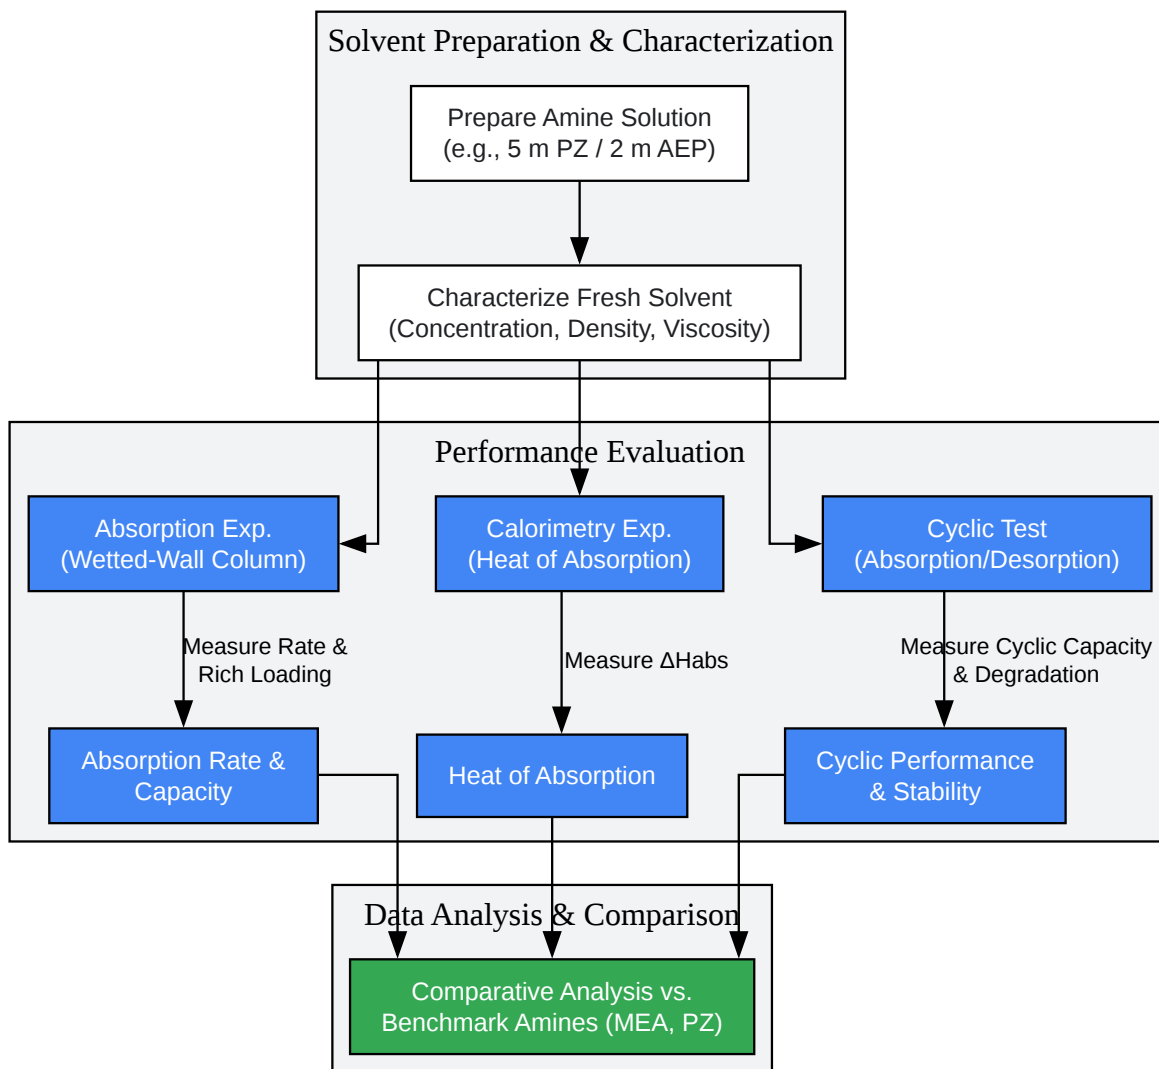 Solvent Preparation & Characterization
Prepare Amine Solution
(e.g., 5 m PZ / 2 m AEP)
Characterize Fresh Solvent
(Concentration, Density, Viscosity)
Performance Evaluation
Absorption Exp.
(Wetted-Wall Column)
Calorimetry Exp.
(Heat of Absorption)
Cyclic Test
(Absorption/Desorption)
Measure Rate &
Rich Loading
Measure ΔHabs
Measure Cyclic Capacity
& Degradation
Absorption Rate &
Capacity
Heat of Absorption
Cyclic Performance
& Stability
Data Analysis & Comparison
Comparative Analysis vs.
Benchmark Amines (MEA, PZ)